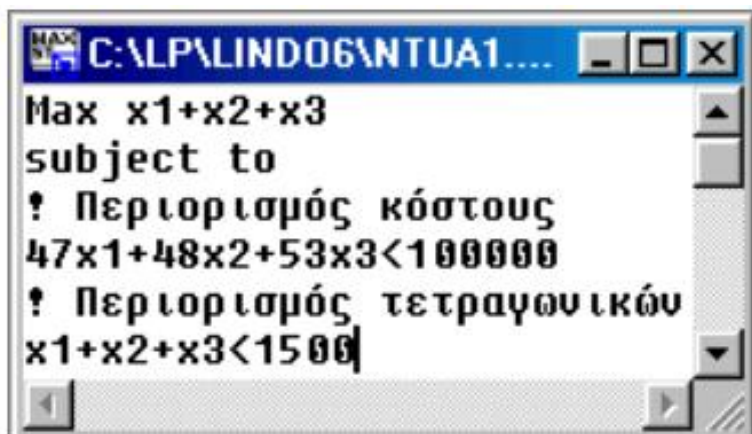 C:\LP\LINDO6\NTUA1....
Max x1+x2+x3
subject to
! Περιορισμός κόστους
47x1+48x2+53x3<100000
! Περιορισμός τετραγωνικών
x1+x2+x3<1500